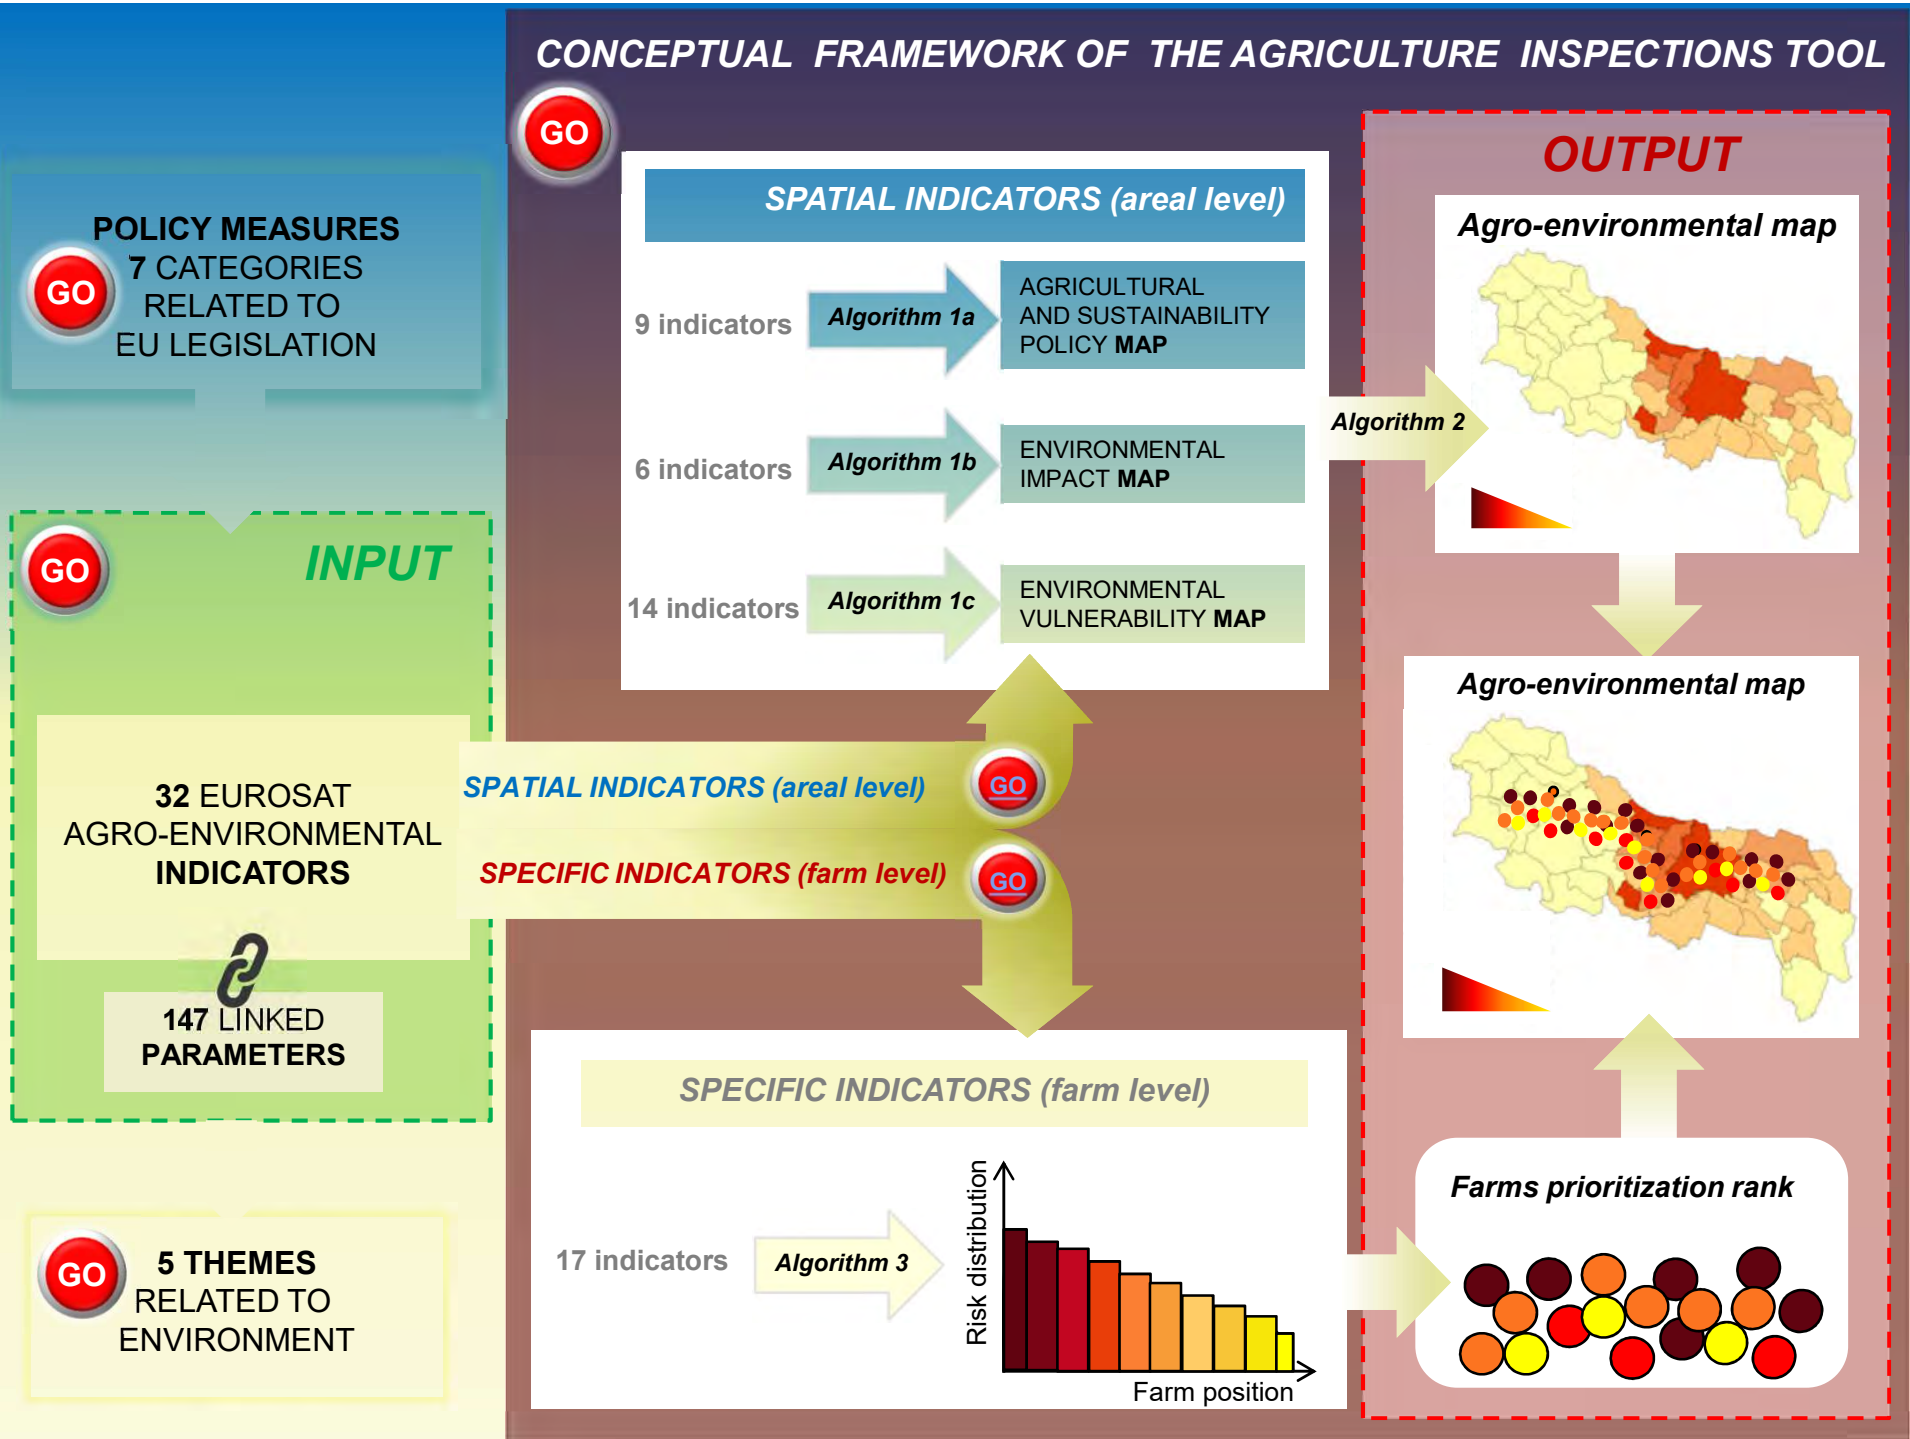 CONCEPTUAL FRAMEWORK OF THE AGRICULTURE INSPECTIONS TOOL
GO
POLICY MEASURES
7 CATEGORIES
RELATED TO
EU LEGISLATION
GO
INPUT
GO
32 EUROSAT
AGRO-ENVIRONMENTAL
INDICATORS
147 LINKED
PARAMETERS
5 THEMES
RELATED TO
ENVIRONMENT
GO
SPATIAL INDICATORS (areal level)
9 indicators
Algorithm 1a
AGRICULTURAL
AND SUSTAINABILITY
POLICY MAP
6 indicators
Algorithm 1b
ENVIRONMENTAL
IMPACT MAP
14 indicators
Algorithm 1c
ENVIRONMENTAL
VULNERABILITY MAP
SPATIAL INDICATORS (areal level)
GO
SPECIFIC INDICATORS (farm level)
GO
SPECIFIC INDICATORS (farm level)
17 indicators
Algorithm 3
Risk distribution
Farm position
Algorithm 2
OUTPUT
Agro-environmental map
Agro-environmental map
Farms prioritization rank